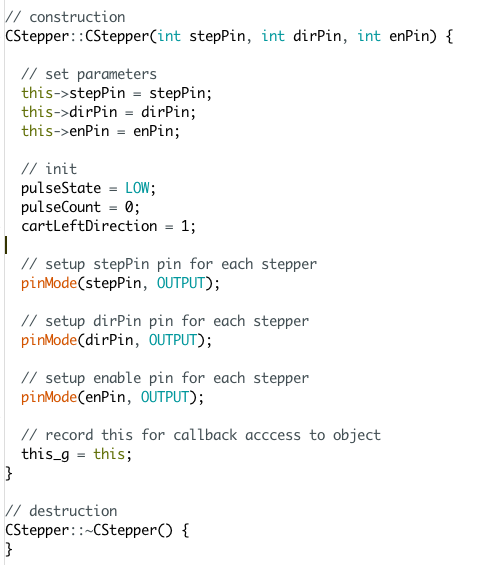 // construction
CStepper::CStepper(int stepPin, int dirPin, int enPin) {
// set parameters
this->stepPin = stepPin;
this->dirPin = dirPin;
this->enPin = enPin;
// init
pulseState = LOW;
pulseCount = 0;
cartLeftDirection = 1;
// setup stepPin pin for each stepper
pinMode(stepPin, OUTPUT);
// setup dirPin pin for each stepper
pinMode(dirPin, OUTPUT);
// setup enable pin for each stepper
pinMode(enPin, OUTPUT);
// record this for callback acccess to object
this_g = this;
}
// destruction
CStepper::~CStepper() {
}